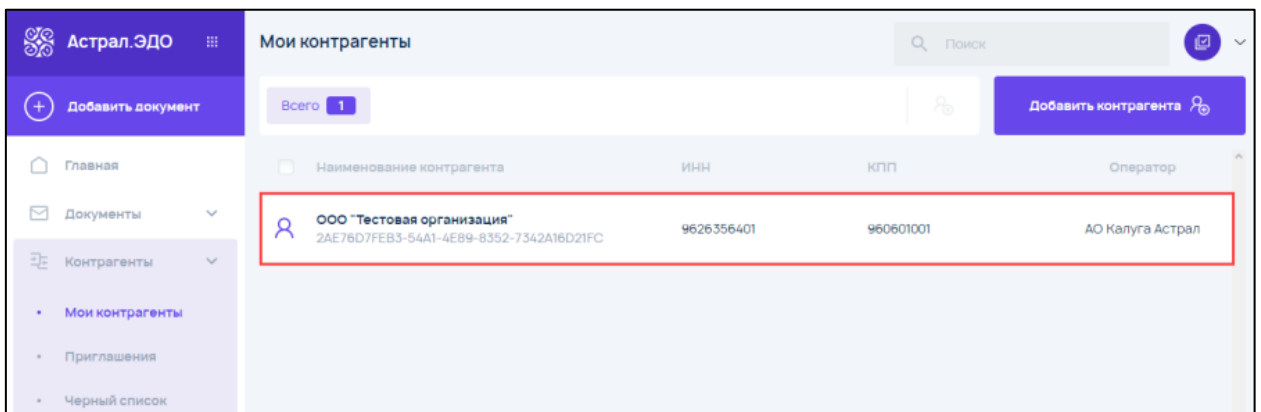 Астрал.ЭДО
Мои контрагенты
Поиск
Добавить документ
Всего 1
Добавить контрагента
Главная
Наименование контрагента ИНН КПП Оператор
Документы
ООО "Тестовая организация" 9626356401 960601001 АО Калуга Астрал
2AE76D7FEB3-54A1-4E89-8352-7342A16D21FC
Контрагенты
Мои контрагенты
Приглашения
Черный список